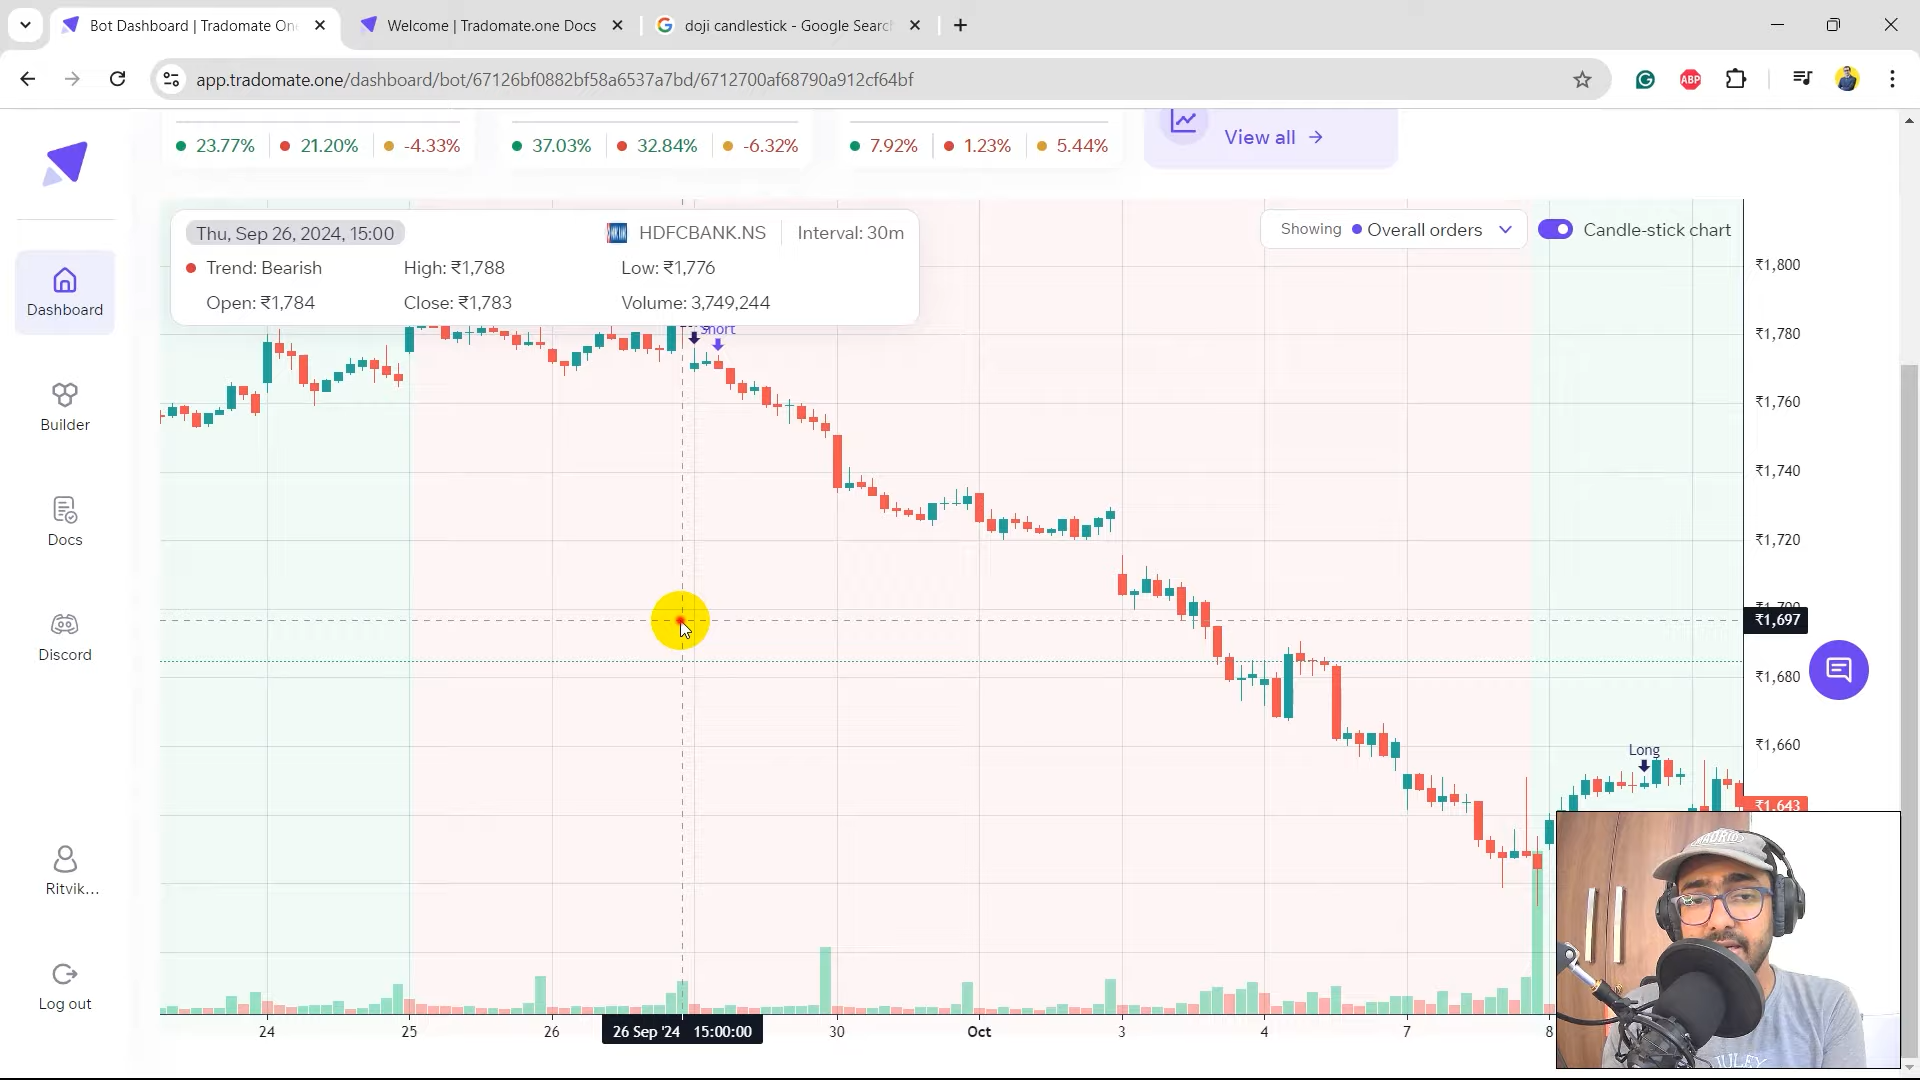 Bot Dashboard | Tradomate On
Welcome | Tradomate.one Docs
doji candlestick - Google Search
app.tradomate.one/dashboard/bot/67126bf0882bf58a6537a7bd/6712700af68790a912cf64bf
ABP
23.77% 21.20% -4.33%
37.03% 32.84% -6.32%
7.92% 1.23% 5.44%
View all
Thu, Sep 26, 2024, 15:00
HDFCBANK.NS
Interval: 30m
Trend: Bearish High: ₹1,788 Low: ₹1,776
Open: ₹1,784 Close: ₹1,783 Volume: 3,749,244
Showing Overall orders
Candle-stick chart
Dashboard
Builder
Docs
Discord
Ritvik...
Log out
Short
Long
₹1,800
₹1,780
₹1,760
₹1,740
₹1,720
₹1,700
₹1,697
₹1,680
₹1,660
₹1,643
24 25 26 26 Sep '24 15:00:00 30 Oct 3 4 7 8